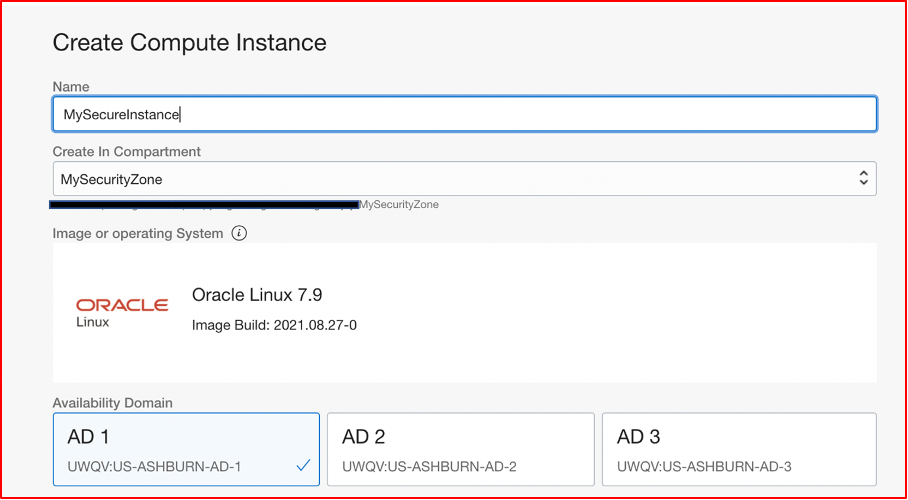 Create Compute Instance
Name
MySecureInstance
Create In Compartment
MySecurityZone
MySecurityZone
Image or operating System i
ORACLE
Linux
Oracle Linux 7.9
Image Build: 2021.08.27-0
Availability Domain
AD 1
UWQV:US-ASHBURN-AD-1
AD 2
UWQV:US-ASHBURN-AD-2
AD 3
UWQV:US-ASHBURN-AD-3